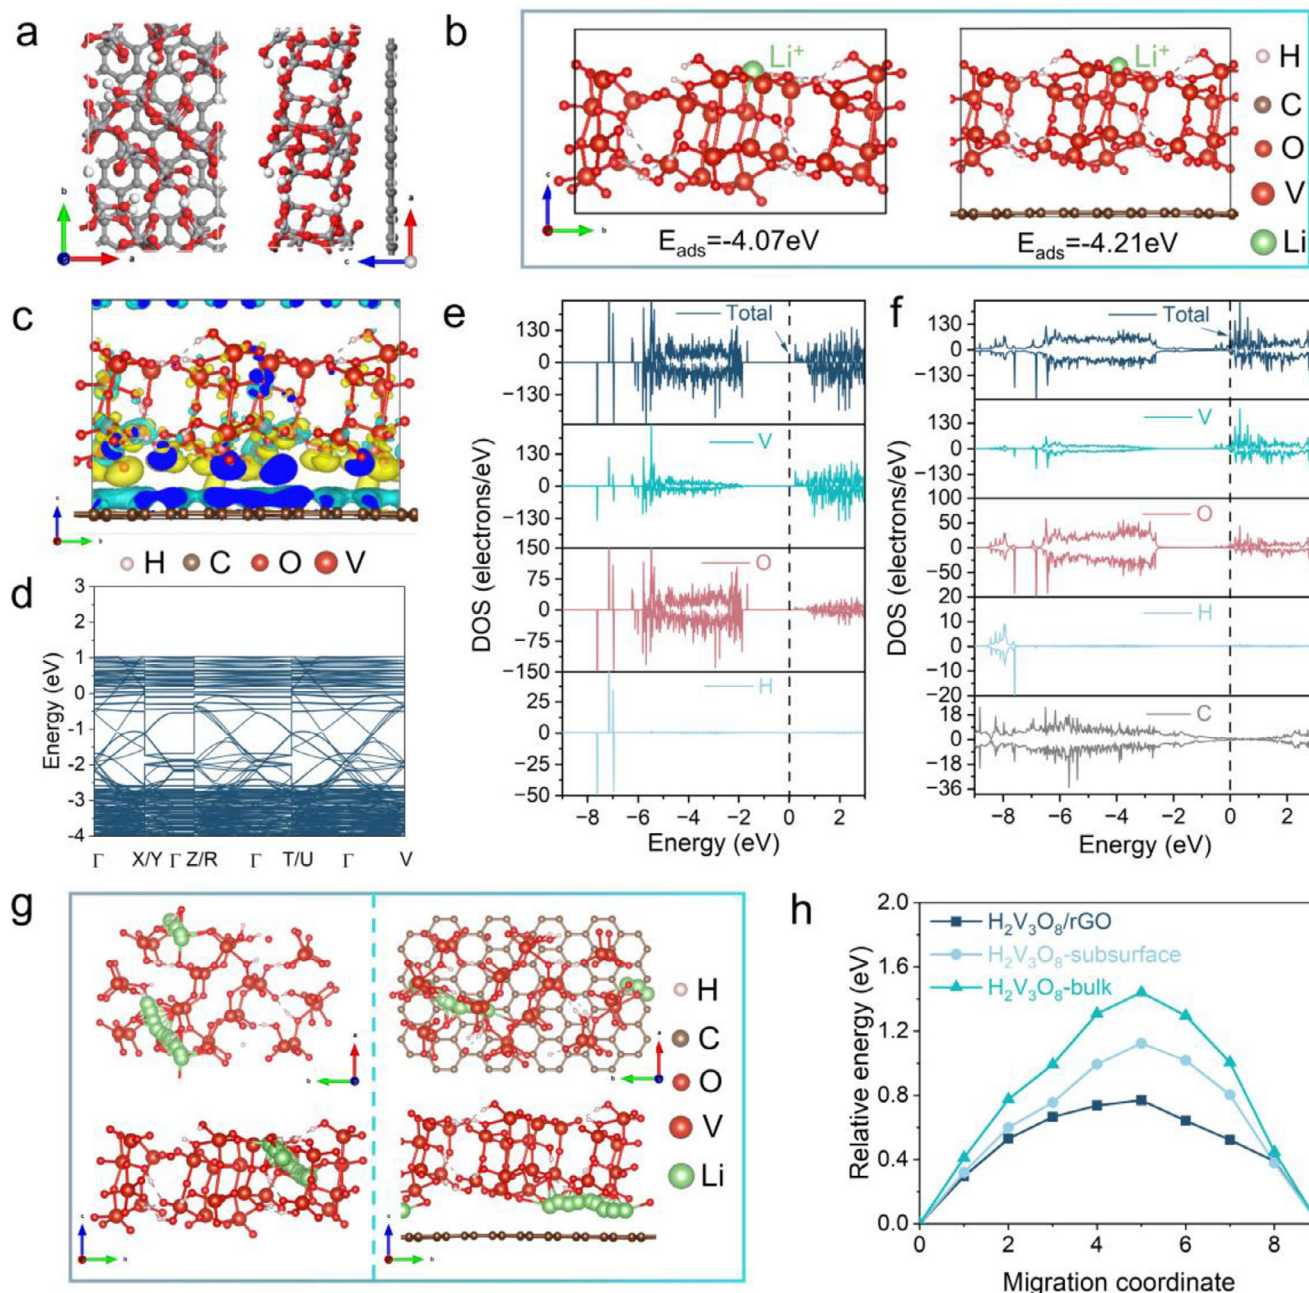 a
b
a
a
c
b
Li⁺
Li⁺
H
C
O
V
Li
c
b
E_ads=-4.07eV
E_ads=-4.21eV
c
c
b
H C O V
d
3
2
1
0
−1
−2
−3
−4
Energy (eV)
Γ X/Y Γ Z/R Γ T/U Γ V
e
130
0
−130
Total
130
0
−130
V
150
75
0
−75
−150
O
25
0
−25
−50
H
DOS (electrons/eV)
−8 −6 −4 −2 0 2
Energy (eV)
f
130
0
−130
Total
130
0
−130
V
100
50
0
−50
O
20
10
0
−10
−20
H
18
0
−18
−36
C
DOS (electrons/eV)
−8 −6 −4 −2 0 2
Energy (eV)
g
a
b
a
b
c
b
c
b
H
C
O
V
Li
h
2.0
1.6
1.2
0.8
0.4
0.0
Relative energy (eV)
H₂V₃O₈/rGO
H₂V₃O₈-subsurface
H₂V₃O₈-bulk
0 2 4 6 8
Migration coordinate